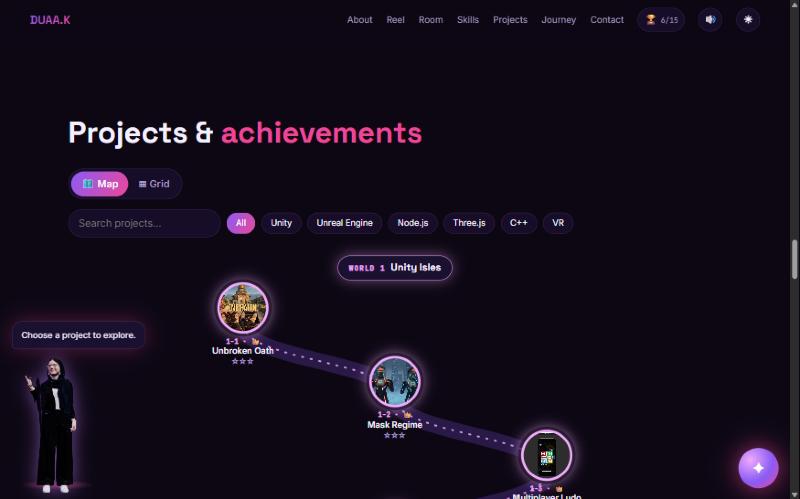 DUAA.K
About Reel Room Skills Projects Journey Contact 6/15
Projects & achievements
Map Grid
Search projects... All Unity Unreal Engine Node.js Three.js C++ VR
WORLD 1 Unity Isles
1-1
Unbroken Oath
Choose a project to explore.
1-2
Mask Regime
1-3
Multiplayer Ludo